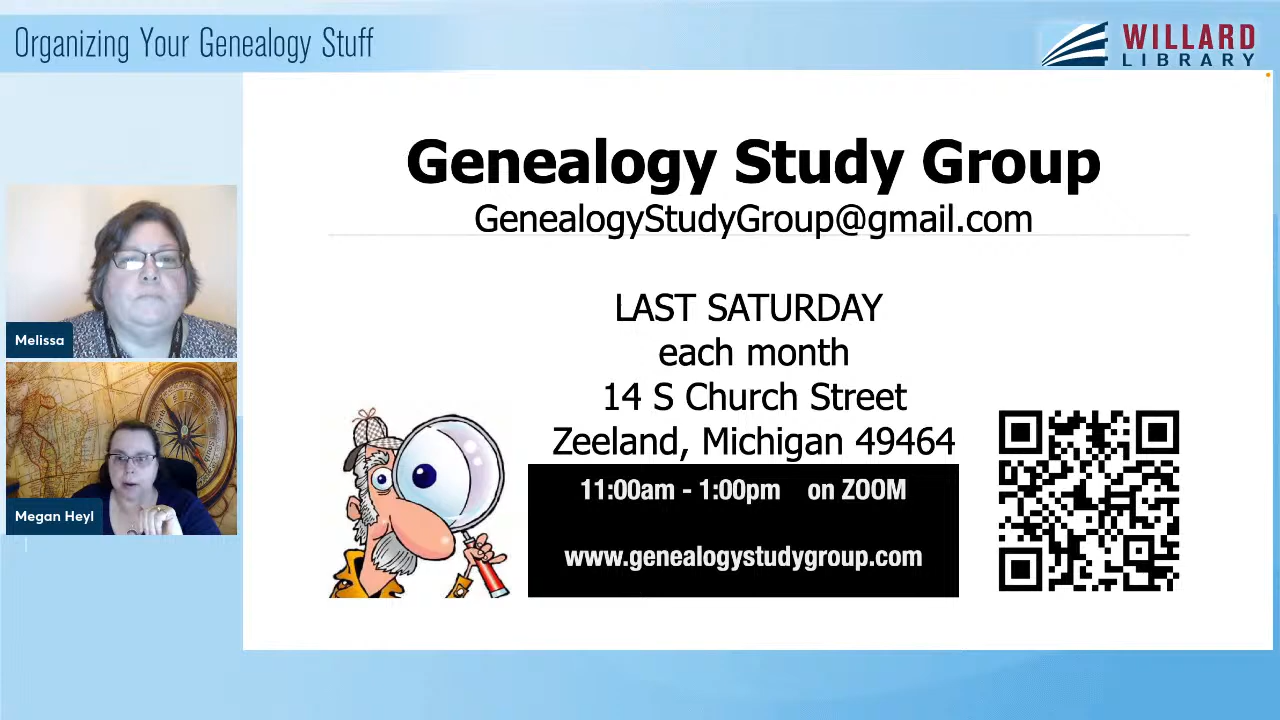 Organizing Your Genealogy Stuff
WILLARD
LIBRARY
Genealogy Study Group
GenealogyStudyGroup@gmail.com
LAST SATURDAY
each month
14 S Church Street
Zeeland, Michigan 49464
11:00am - 1:00pm on ZOOM
www.genealogystudygroup.com
Melissa
Megan Heyl